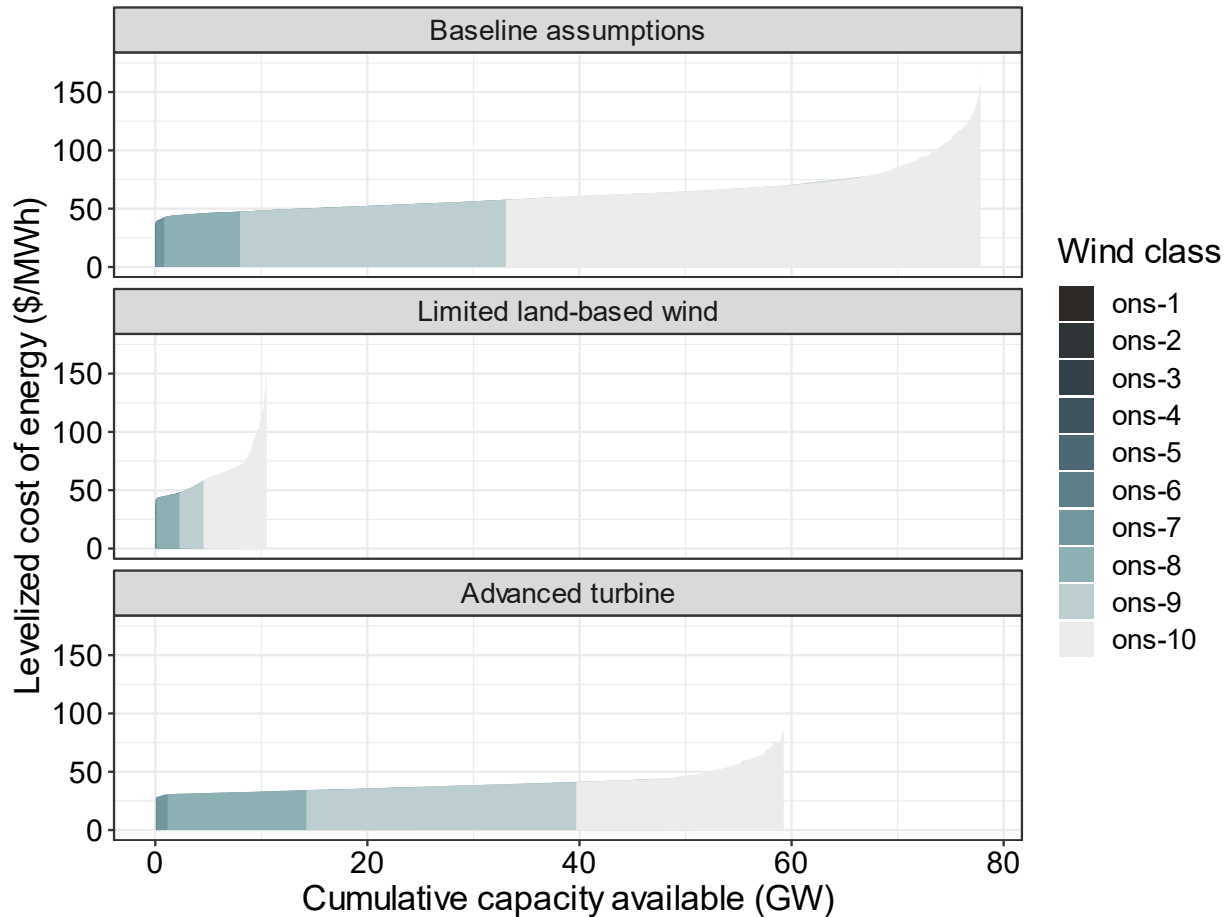 Baseline assumptions
150
100
50
0
Limited land-based wind
150
100
50
0
Advanced turbine
150
100
50
0
0 20 40 60 80
Cumulative capacity available (GW)
Levelized cost of energy ($/MWh)
Wind class
ons-1
ons-2
ons-3
ons-4
ons-5
ons-6
ons-7
ons-8
ons-9
ons-10